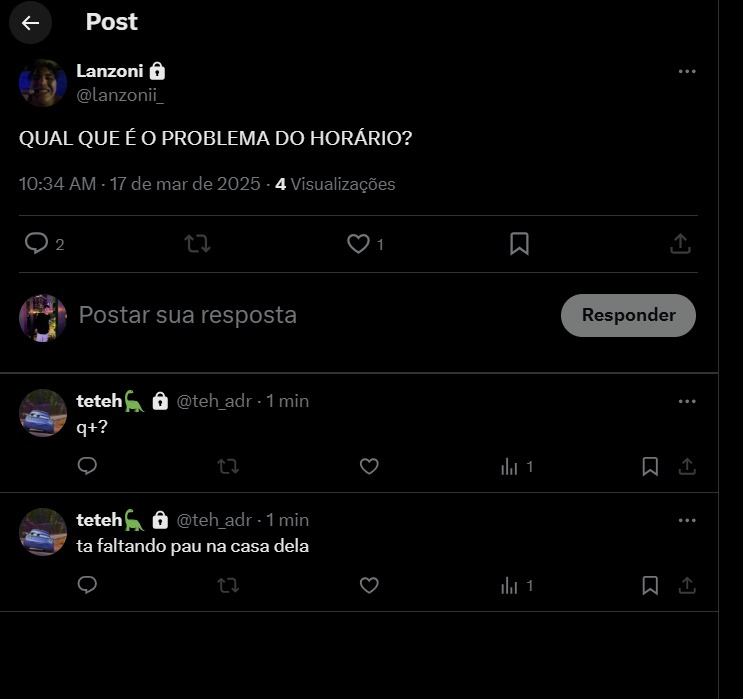 Post
Lanzoni
@lanzonii_
QUAL QUE É O PROBLEMA DO HORÁRIO?
10:34 AM · 17 de mar de 2025 · 4 Visualizações
2 1
Postar sua resposta Responder
teteh🦕 @teh_adr · 1 min
q+?
1
teteh🦕 @teh_adr · 1 min
ta faltando pau na casa dela
1